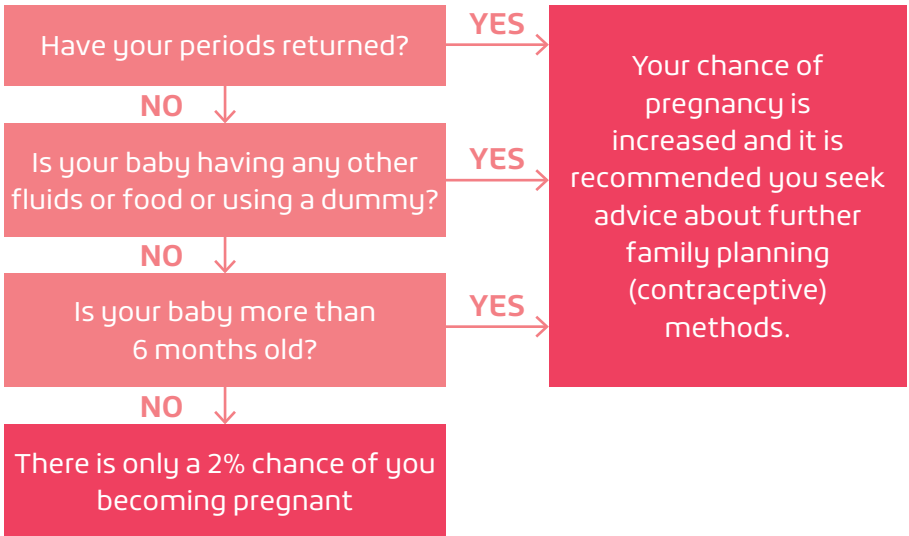 Have your periods returned?
YES
NO
Is your baby having any other
fluids or food or using a dummy?
YES
NO
Is your baby more than
6 months old?
YES
NO
There is only a 2% chance of you
becoming pregnant
Your chance of
pregnancy is
increased and it is
recommended you seek
advice about further
family planning
(contraceptive)
methods.